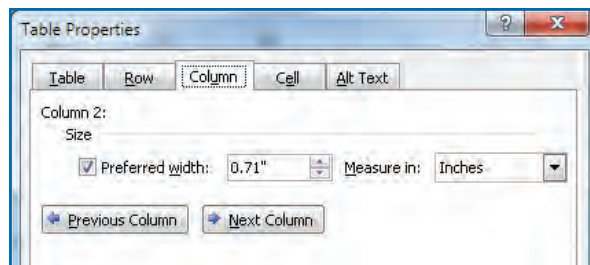 Table Properties
Table Row Column Cell Alt Text
Column 2:
Size
Preferred width: 0.71" Measure in: Inches
Previous Column Next Column